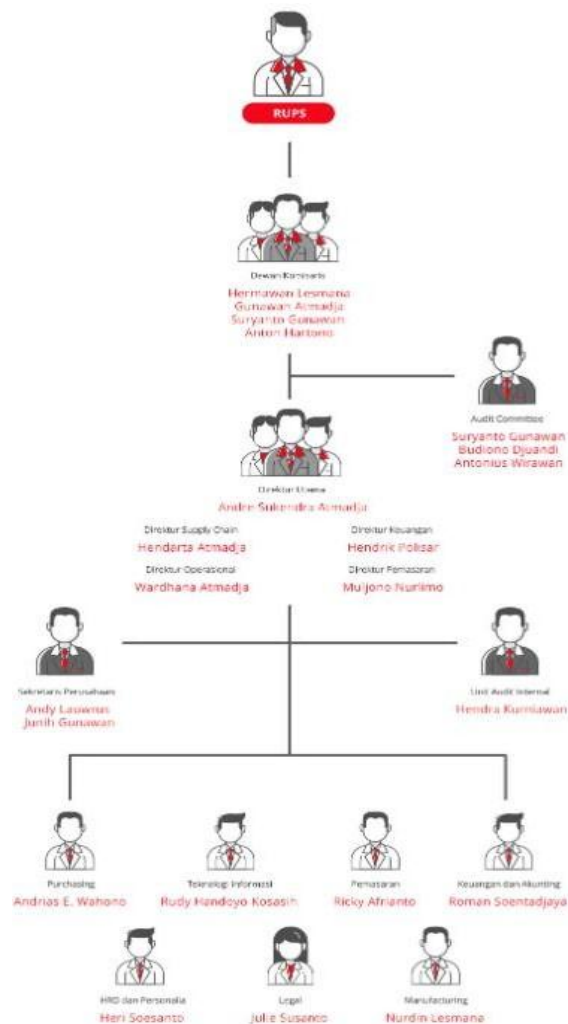 RUPS
Dewan Komisaris
Hermawan Lesmana
Gunawan Atmadja
Suryanto Gunawan
Anton Hartono
Audit Committee
Suryanto Gunawan
Budiono Djuandi
Antonius Wirawan
Direktur Utama
Andre Sukendra Atmadja
Direktur Supply Chain
Hendarta Atmadja
Direktur Keuangan
Hendrik Polisar
Direktur Operasional
Wardhana Atmadja
Direktur Pemasaran
Muljono Nurlimo
Sekretaris Perusahaan
Andy Lauwrus
Junih Gunawan
Unit Audit Internal
Hendra Kurniawan
Purchasing
Andrias E. Wahono
Teknologi Informasi
Rudy Handoyo Kosasih
Pemasaran
Ricky Afrianto
Keuangan dan Akunting
Roman Soentadjaya
HRD dan Personalia
Heri Soesanto
Legal
Julie Susanto
Manufacturing
Nurdin Lesmana